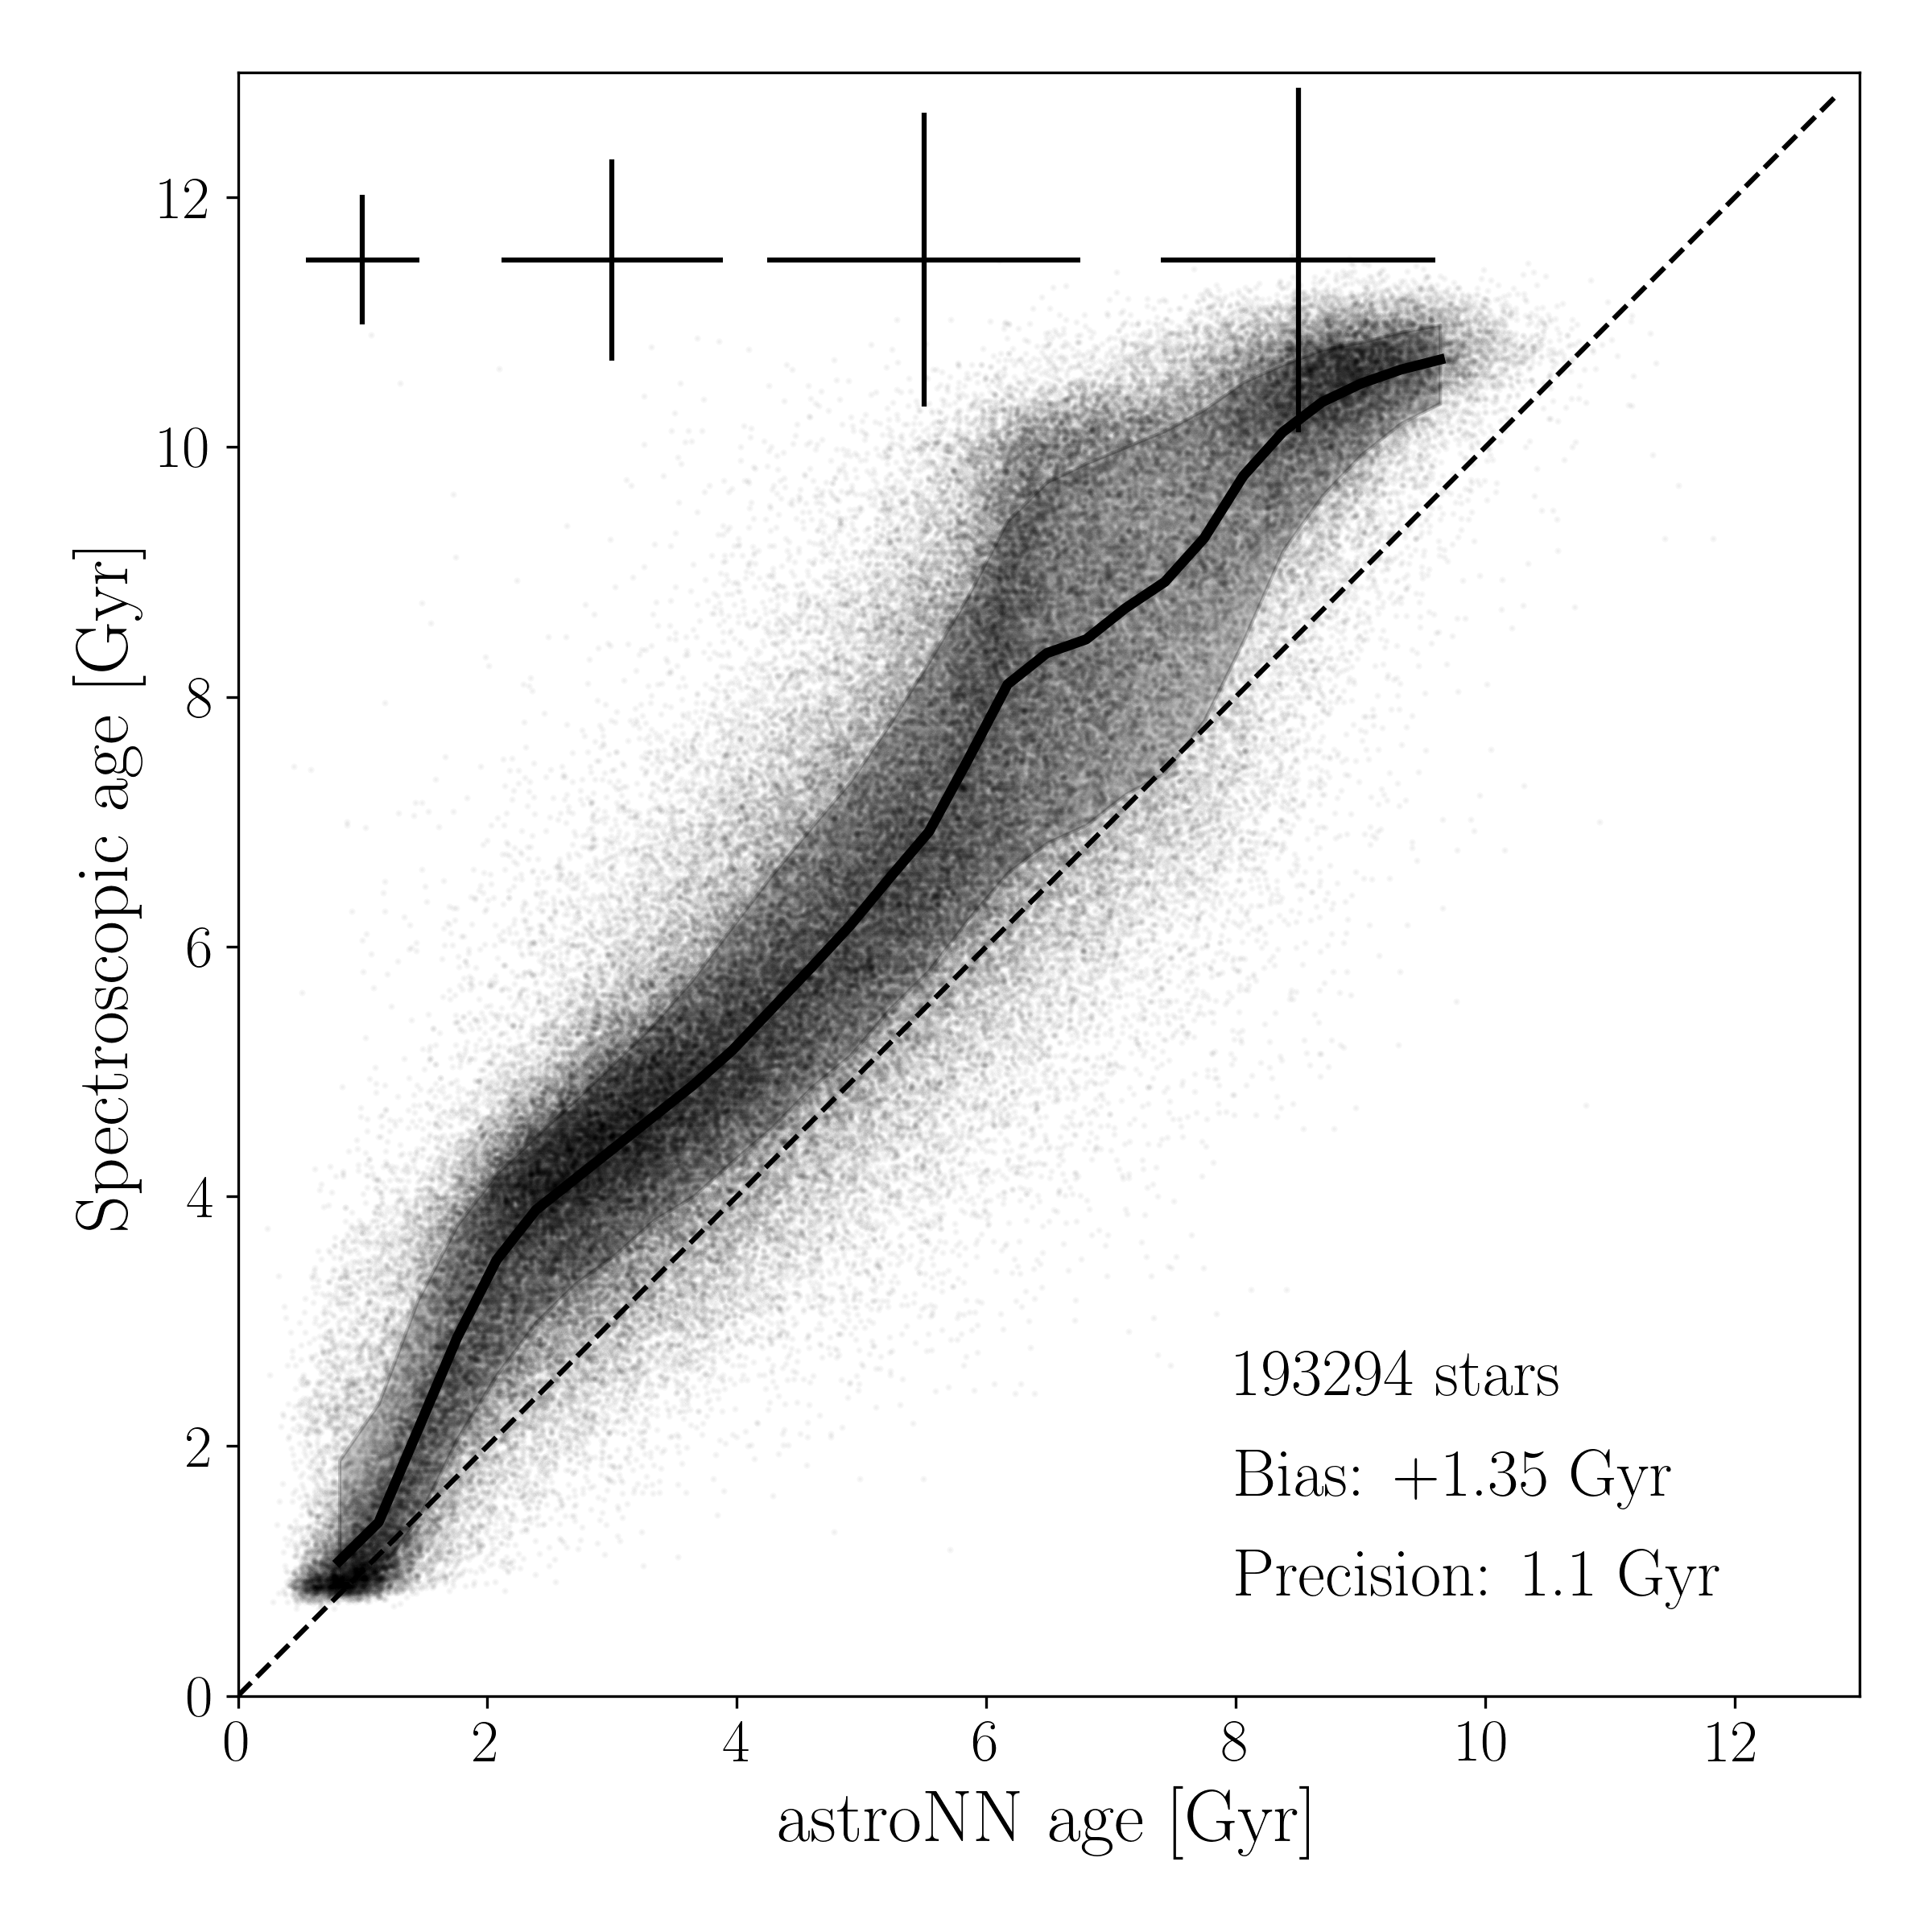 12
10
8
6
4
2
0
Spectroscopic age [Gyr]
193294 stars
Bias: +1.35 Gyr
Precision: 1.1 Gyr
0 2 4 6 8 10 12
astroNN age [Gyr]